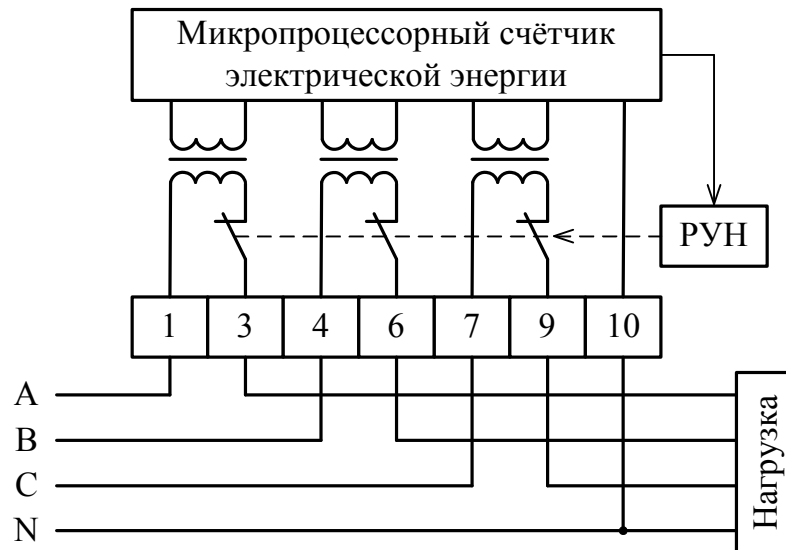 Микропроцессорный счётчик
электрической энергии
РУН
1 3 4 6 7 9 10
A
B
C
N
Нагрузка